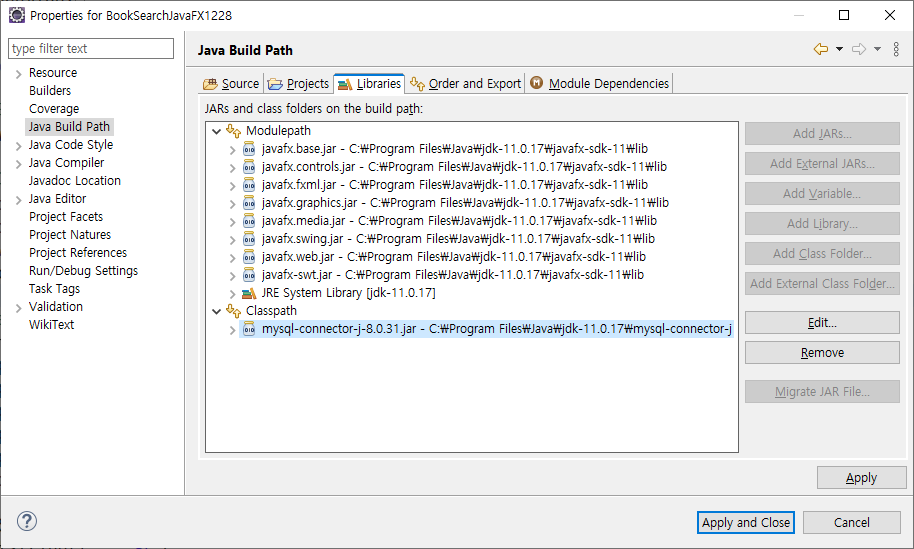 Properties for BookSearchJavaFX1228
type filter text
Resource
Builders
Coverage
Java Build Path
Java Code Style
Java Compiler
Javadoc Location
Java Editor
Project Facets
Project Natures
Project References
Run/Debug Settings
Task Tags
Validation
WikiText
Java Build Path
Source Projects Libraries Order and Export Module Dependencies
JARs and class folders on the build path:
Modulepath
javafx.base.jar - C:₩Program Files₩Java₩jdk-11.0.17₩javafx-sdk-11₩lib
javafx.controls.jar - C:₩Program Files₩Java₩jdk-11.0.17₩javafx-sdk-11₩lib
javafx.fxml.jar - C:₩Program Files₩Java₩jdk-11.0.17₩javafx-sdk-11₩lib
javafx.graphics.jar - C:₩Program Files₩Java₩jdk-11.0.17₩javafx-sdk-11₩lib
javafx.media.jar - C:₩Program Files₩Java₩jdk-11.0.17₩javafx-sdk-11₩lib
javafx.swing.jar - C:₩Program Files₩Java₩jdk-11.0.17₩javafx-sdk-11₩lib
javafx.web.jar - C:₩Program Files₩Java₩jdk-11.0.17₩javafx-sdk-11₩lib
javafx-swt.jar - C:₩Program Files₩Java₩jdk-11.0.17₩javafx-sdk-11₩lib
JRE System Library [jdk-11.0.17]
Classpath
mysql-connector-j-8.0.31.jar - C:₩Program Files₩Java₩jdk-11.0.17₩mysql-connector-j
Add JARs...
Add External JARs...
Add Variable...
Add Library...
Add Class Folder...
Add External Class Folder...
Edit...
Remove
Migrate JAR File...
Apply
Apply and Close
Cancel